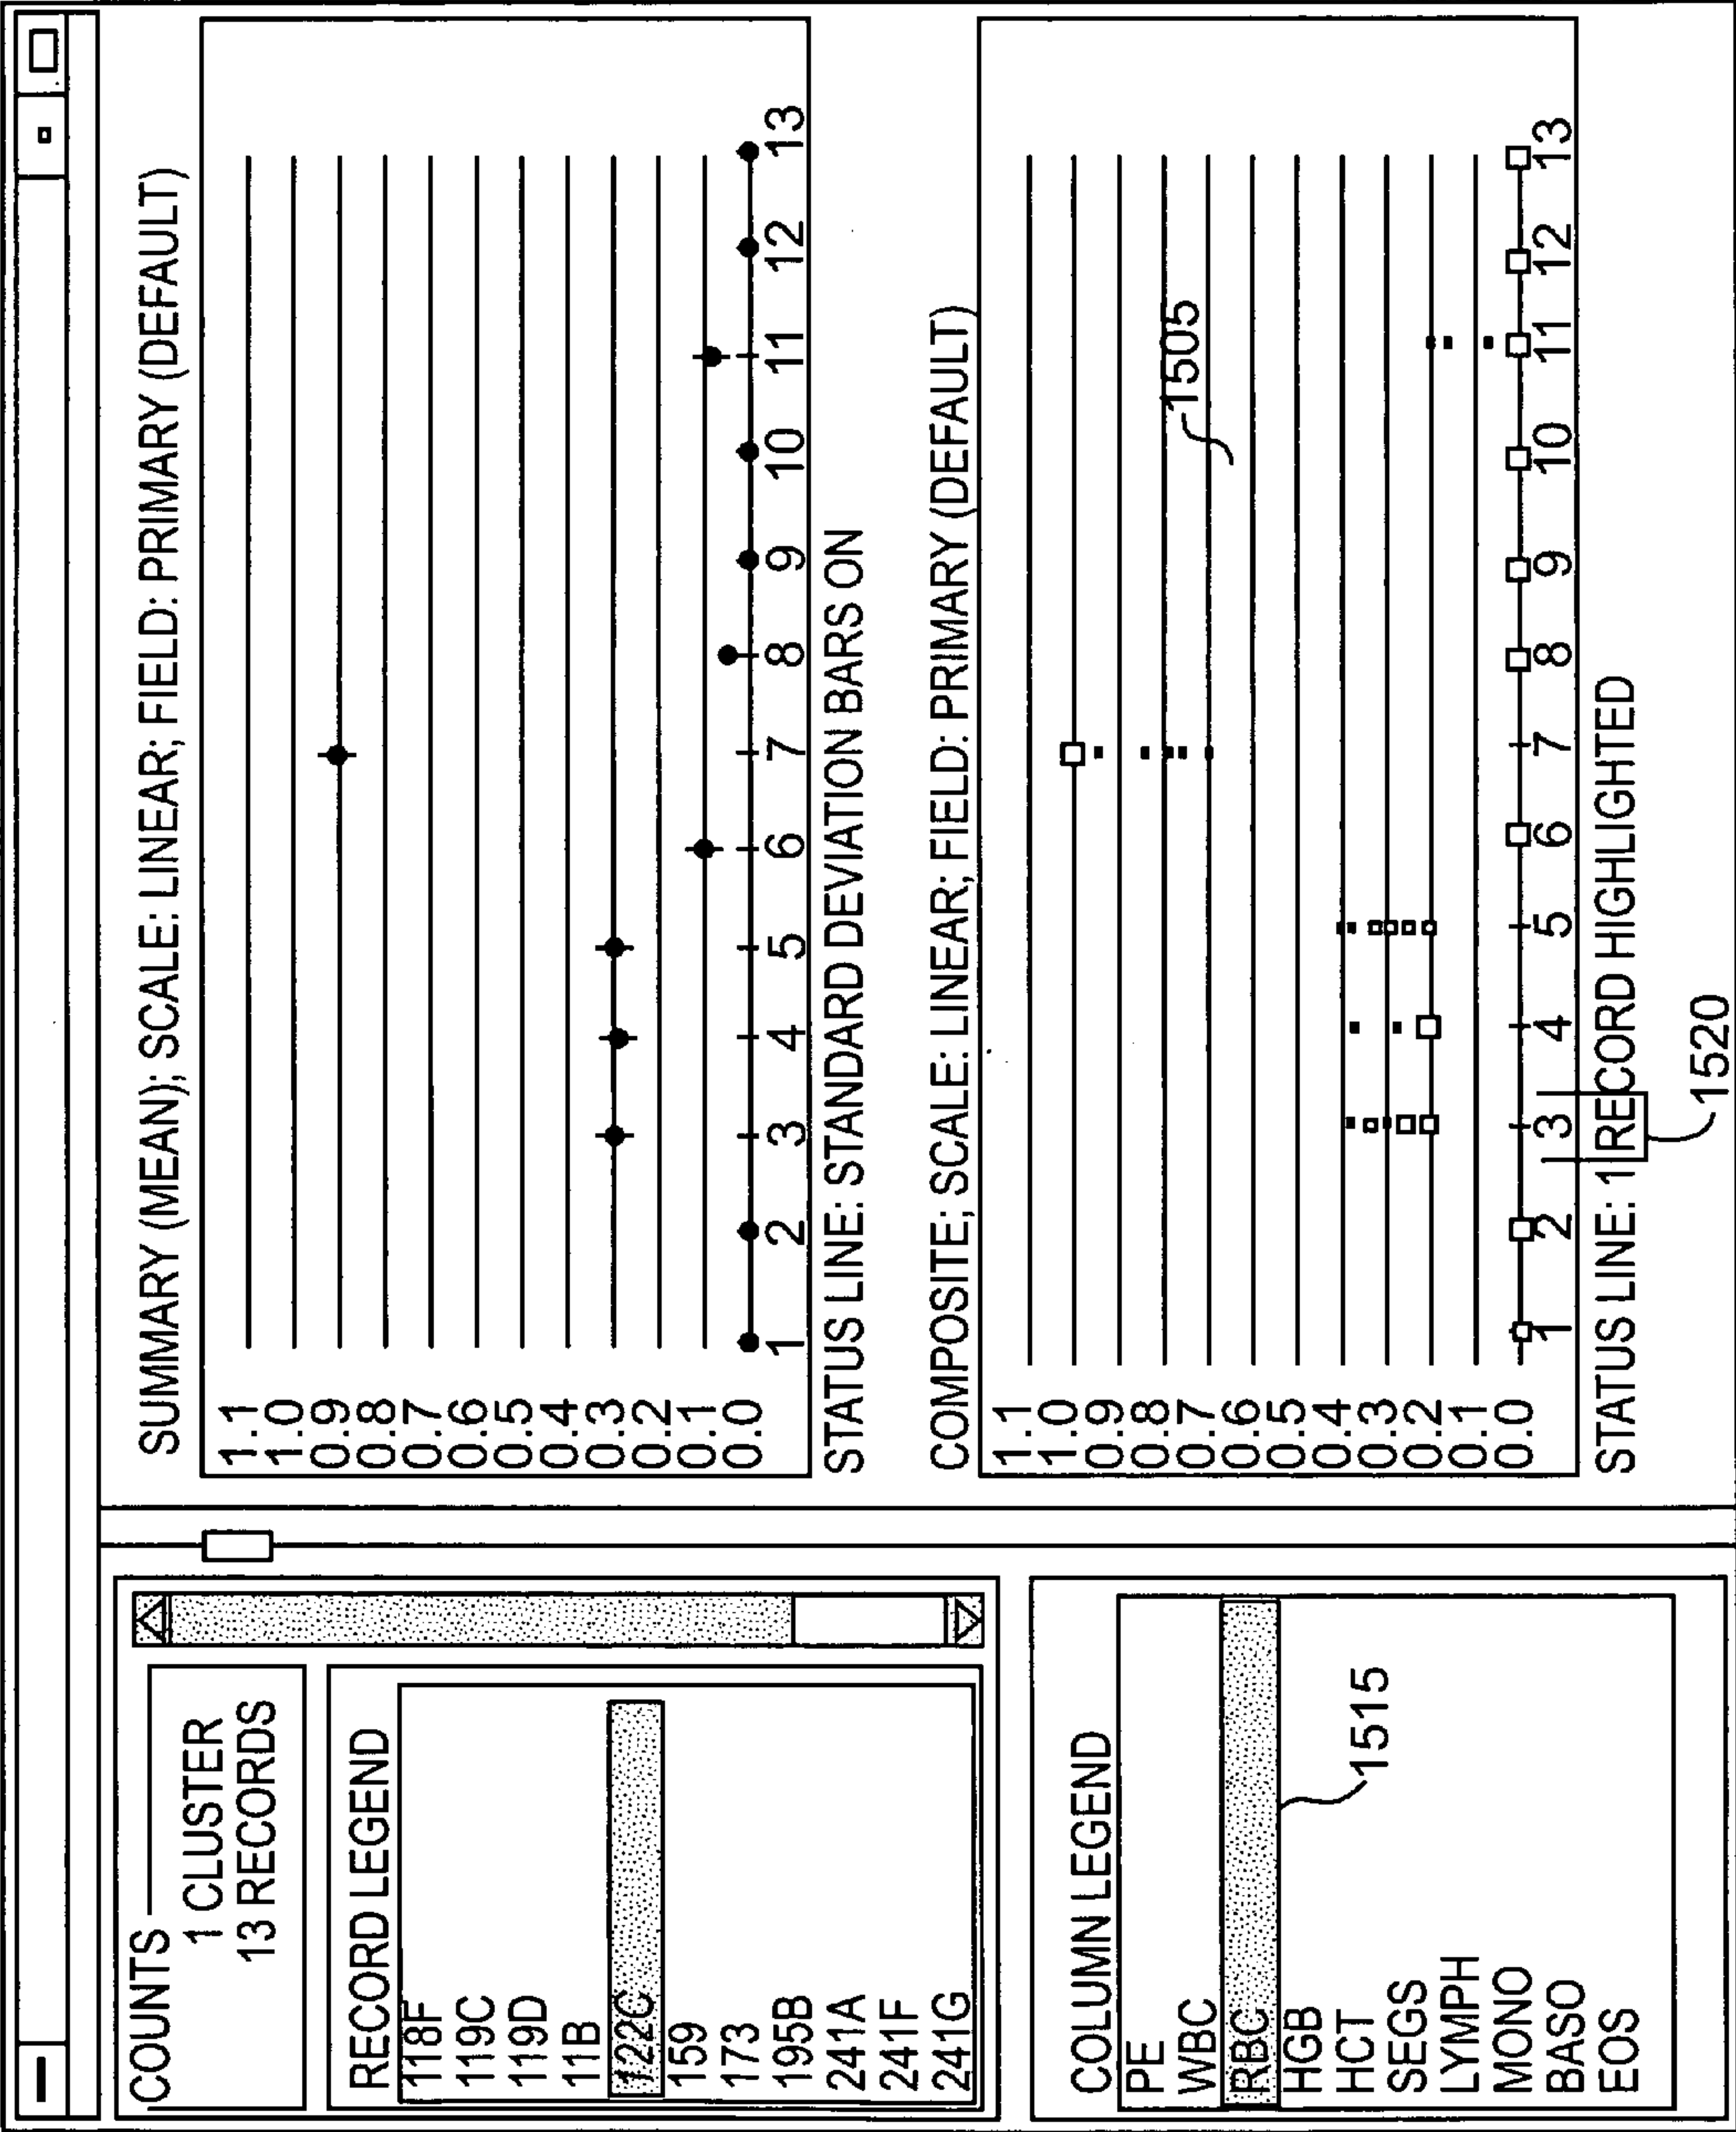 COUNTS
1 CLUSTER
13 RECORDS
RECORD LEGEND
118F
119C
119D
11B
122C
159
173
195B
241A
241F
241G
COLUMN LEGEND
PE
WBC
RBC
HGB
HCT
SEGS
LYMPH
MONO
BASO
EOS
1515
SUMMARY (MEAN); SCALE: LINEAR; FIELD: PRIMARY (DEFAULT)
1.1
1.0
0.9
0.8
0.7
0.6
0.5
0.4
0.3
0.2
0.1
0.0
1 2 3 4 5 6 7 8 9 10 11 12 13
STATUS LINE: STANDARD DEVIATION BARS ON
COMPOSITE; SCALE: LINEAR; FIELD: PRIMARY (DEFAULT)
1.1
1.0
0.9
0.8
0.7
0.6
0.5
0.4
0.3
0.2
0.1
0.0
1505
1 2 3 4 5 6 7 8 9 10 11 12 13
STATUS LINE: 1 RECORD HIGHLIGHTED
1520